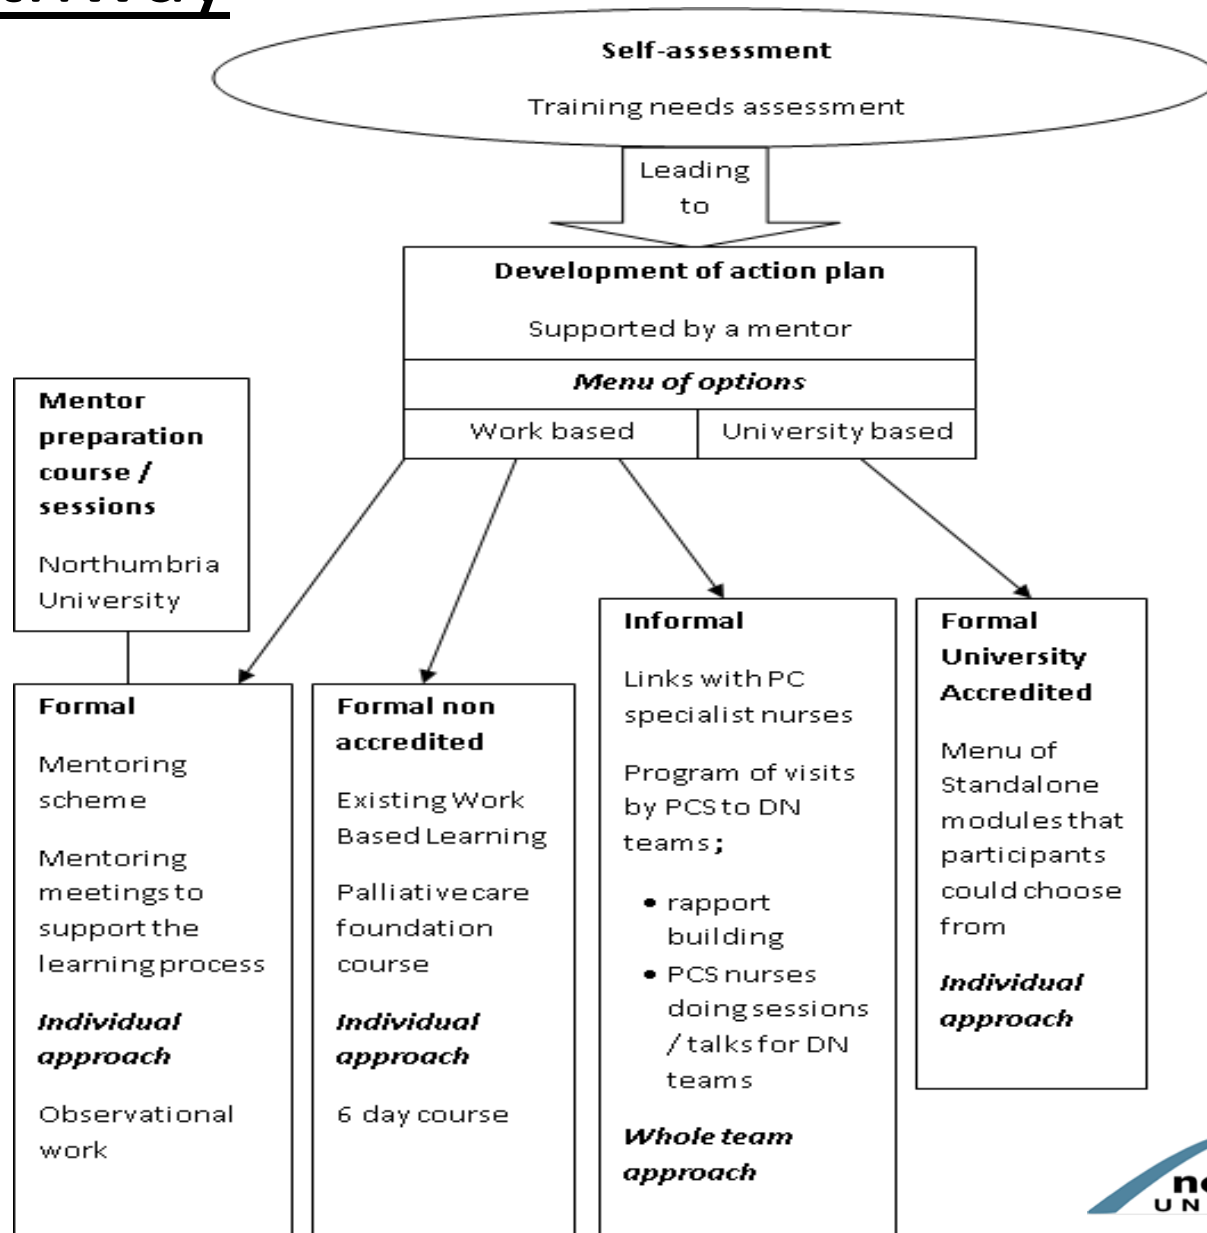 Self-assessment
Training needs assessment
Leading
to
Development of action plan
Supported by a mentor
Menu of options
Work based
University based
Mentor
preparation
course /
sessions
Northumbria
University
Formal
Mentoring
scheme
Mentoring
meetings to
support the
learning process
Individual
approach
Observational
work
Formal non
accredited
Existing Work
Based Learning
Palliative care
foundation
course
Individual
approach
6 day course
Informal
Links with PC
specialist nurses
Program of visits
by PCS to DN
teams;
• rapport
building
• PCS nurses
doing sessions
/ talks for DN
teams
Whole team
approach
Formal
University
Accredited
Menu of
Standalone
modules that
participants
could choose
from
Individual
approach